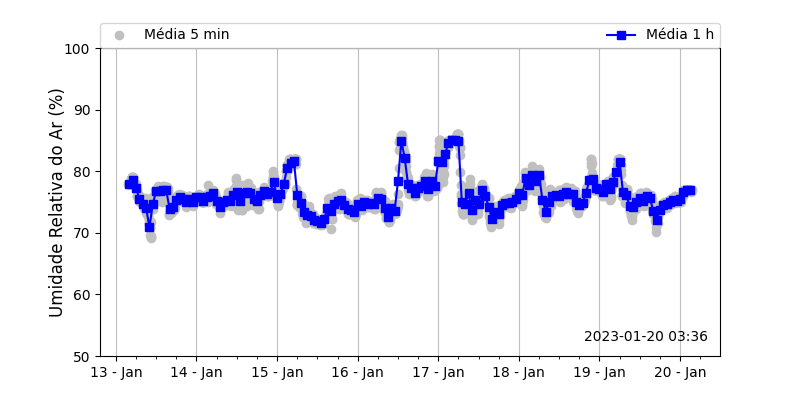 Média 5 min
Média 1 h
Umidade Relativa do Ar (%)
100
90
80
70
60
50
2023-01-20 03:36
13 - Jan
14 - Jan
15 - Jan
16 - Jan
17 - Jan
18 - Jan
19 - Jan
20 - Jan